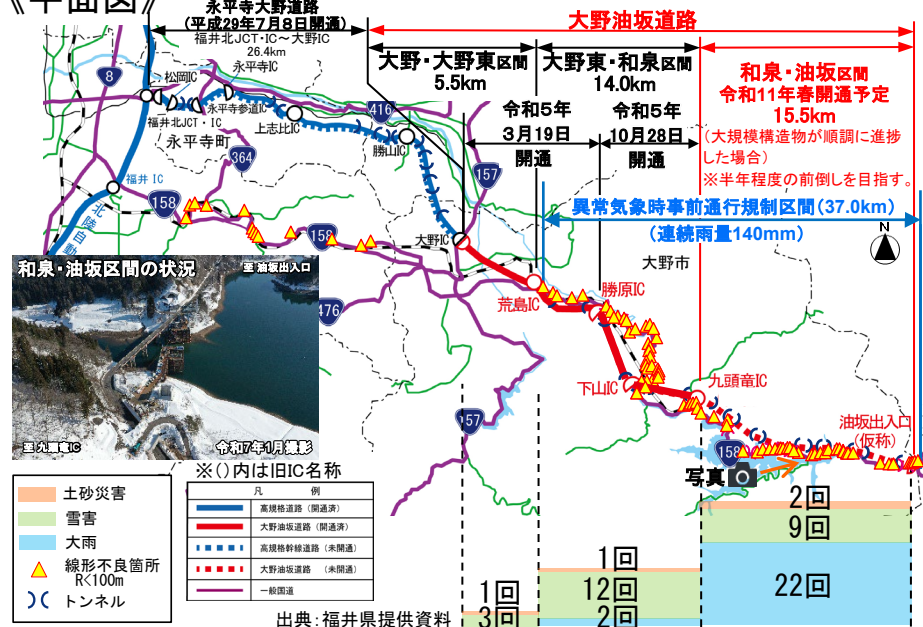 《平面図》
永平寺大野道路
(平成29年7月8日開通)
福井北JCT・IC～大野IC
26.4km
大野油坂道路
大野・大野東区間
5.5km
大野東・和泉区間
14.0km
和泉・油坂区間
令和11年春開通予定
15.5km
(大規模構造物が順調に進捗
した場合)
※半年程度の前倒しを目指す。
令和5年
3月19日
開通
令和5年
10月28日
開通
異常気象時事前通行規制区間(37.0km)
(連続雨量140mm)
8
松岡IC
永平寺IC
永平寺参道IC
福井北JCT・IC
上志比IC
416
永平寺町
364
勝山IC
157
福井IC
158
158
北陸自動
大野IC
大野市
N
荒島IC
勝原IC
476
下山IC
九頭竜IC
157
油坂出入口
(仮称)
158
写真
和泉・油坂区間の状況
至 油坂出入口
至 九頭竜IC
令和7年1月撮影
※()内は旧IC名称
土砂災害
雪害
大雨
線形不良箇所
R<100m
トンネル
凡 例
高規格道路（開通済）
大野油坂道路（開通済）
高規格幹線道路（未開通）
大野油坂道路 （未開通）
一般国道
出典:福井県提供資料
1回
3回
1回
12回
2回
2回
9回
22回